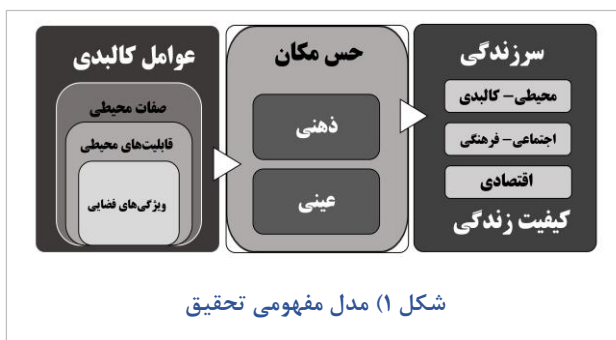 عوامل کالبدی
صفات محیطی
قابلیت‌های محیطی
ویژگی‌های فضایی
حس مکان
ذهنی
عینی
سرزندگی
محیطی- کالبدی
اجتماعی- فرهنگی
اقتصادی
کیفیت زندگی
شکل ۱) مدل مفهومی تحقیق